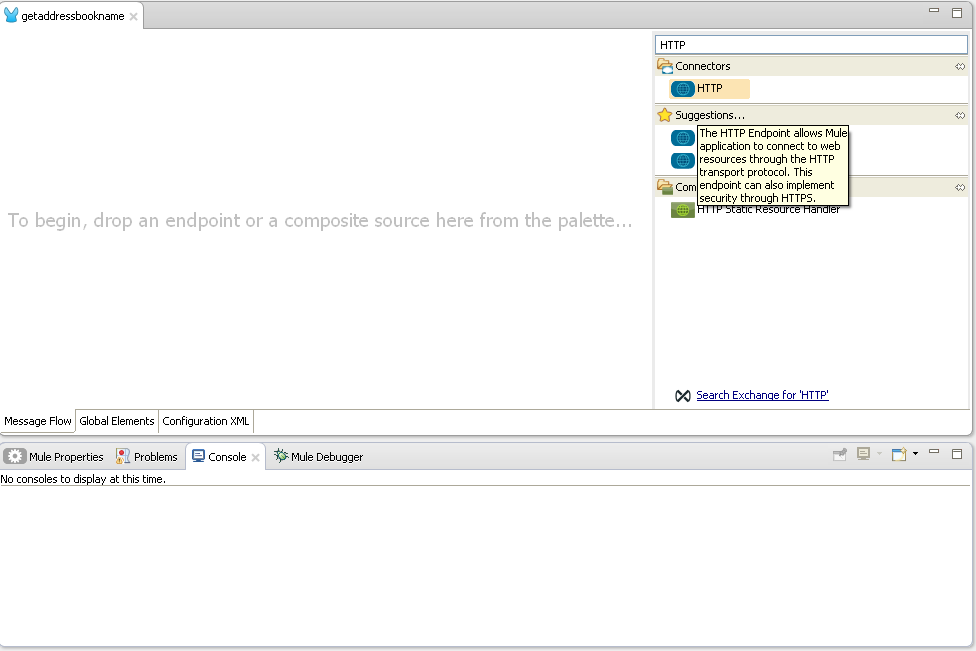 getaddressbookname
HTTP
Connectors
HTTP
Suggestions...
The HTTP Endpoint allows Mule
application to connect to web
resources through the HTTP
transport protocol. This
endpoint can also implement
security through HTTPS.
Com
HTTP Static Resource Handler
To begin, drop an endpoint or a composite source here from the palette...
Search Exchange for 'HTTP'
Message Flow Global Elements Configuration XML
Mule Properties Problems Console Mule Debugger
No consoles to display at this time.